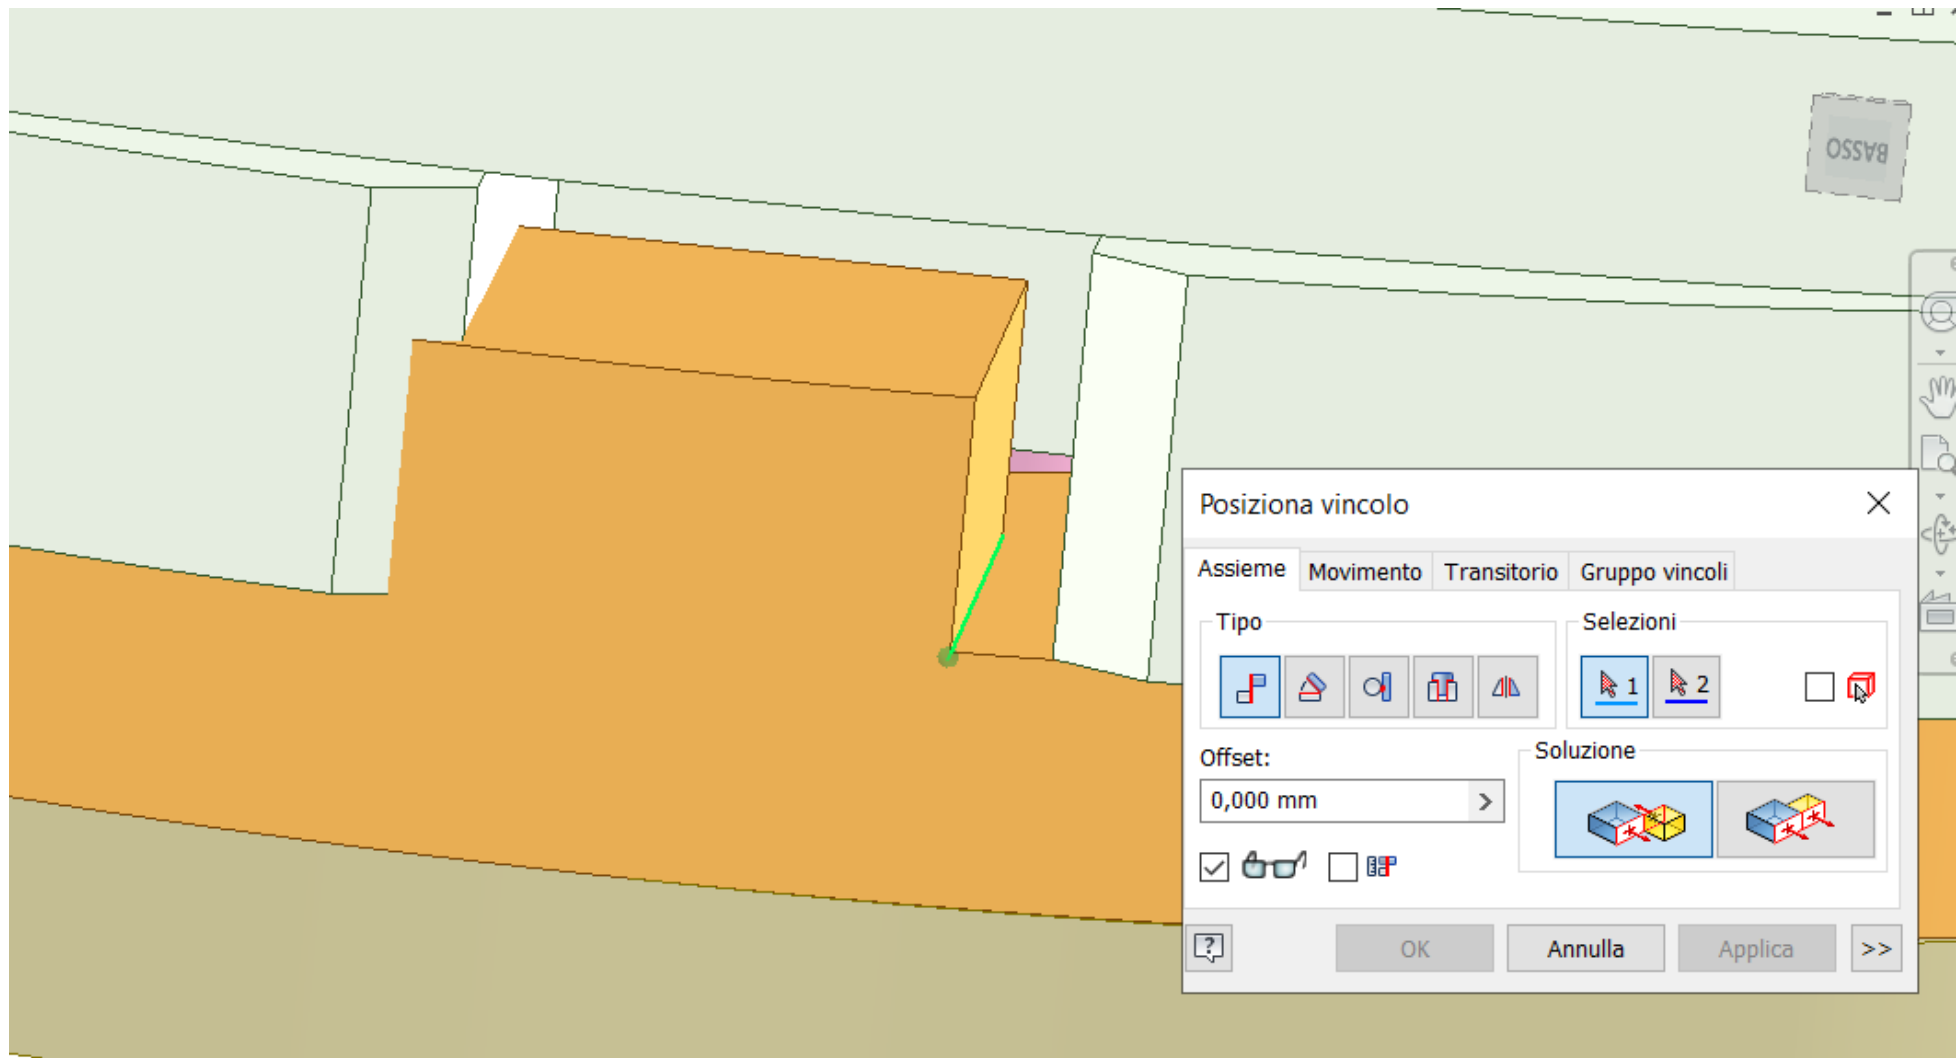 BASSO
Posiziona vincolo
Assieme Movimento Transitorio Gruppo vincoli
Tipo
Selezioni
1 2
Offset:
Soluzione
0,000 mm
OK Annulla Applica >>